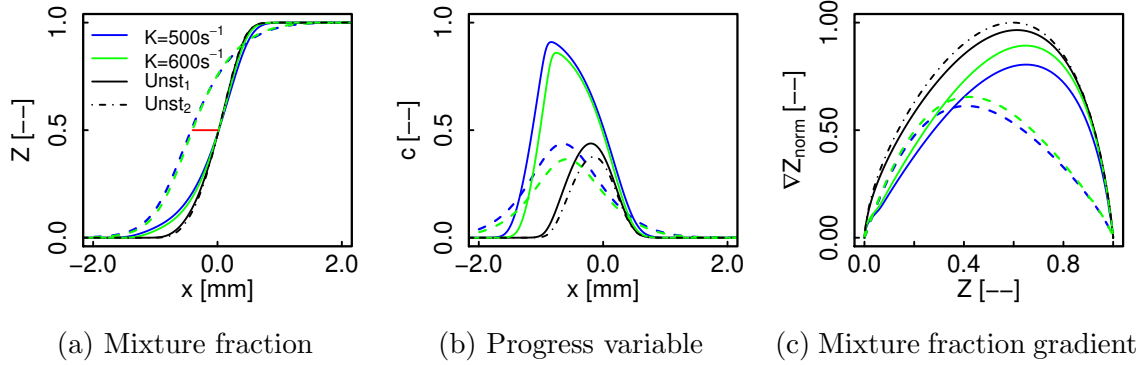 Z [−−]
0.0
0.5
1.0
K=500s⁻¹
K=600s⁻¹
Unst₁
Unst₂
−2.0
0.0
2.0
x [mm]
(a) Mixture fraction
c [−−]
0.0
0.5
1.0
−2.0
0.0
2.0
x [mm]
(b) Progress variable
∇Z_norm [−−]
0.00
0.50
1.00
0.0
0.4
0.8
Z [−−]
(c) Mixture fraction gradient